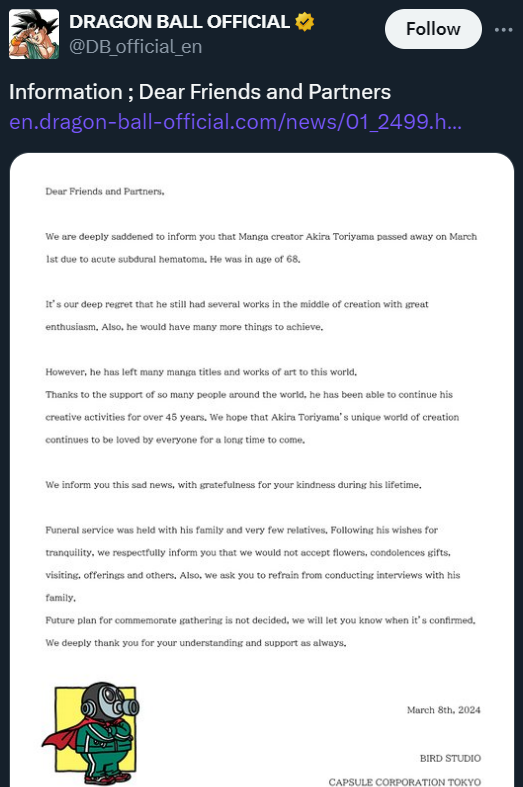 DRAGON BALL OFFICIAL
@DB_official_en
Follow
Information ; Dear Friends and Partners
en.dragon-ball-official.com/news/01_2499.h...
Dear Friends and Partners,
We are deeply saddened to inform you that Manga creator Akira Toriyama passed away on March
1st due to acute subdural hematoma. He was in age of 68.
It's our deep regret that he still had several works in the middle of creation with great
enthusiasm. Also, he would have many more things to achieve.
However, he has left many manga titles and works of art to this world.
Thanks to the support of so many people around the world, he has been able to continue his
creative activities for over 45 years. We hope that Akira Toriyama's unique world of creation
continues to be loved by everyone for a long time to come.
We inform you this sad news, with gratefulness for your kindness during his lifetime.
Funeral service was held with his family and very few relatives. Following his wishes for
tranquility, we respectfully inform you that we would not accept flowers, condolences gifts,
visiting, offerings and others. Also, we ask you to refrain from conducting interviews with his
family.
Future plan for commemorate gathering is not decided, we will let you know when it's confirmed.
We deeply thank you for your understanding and support as always.
March 8th, 2024
BIRD STUDIO
CAPSULE CORPORATION TOKYO